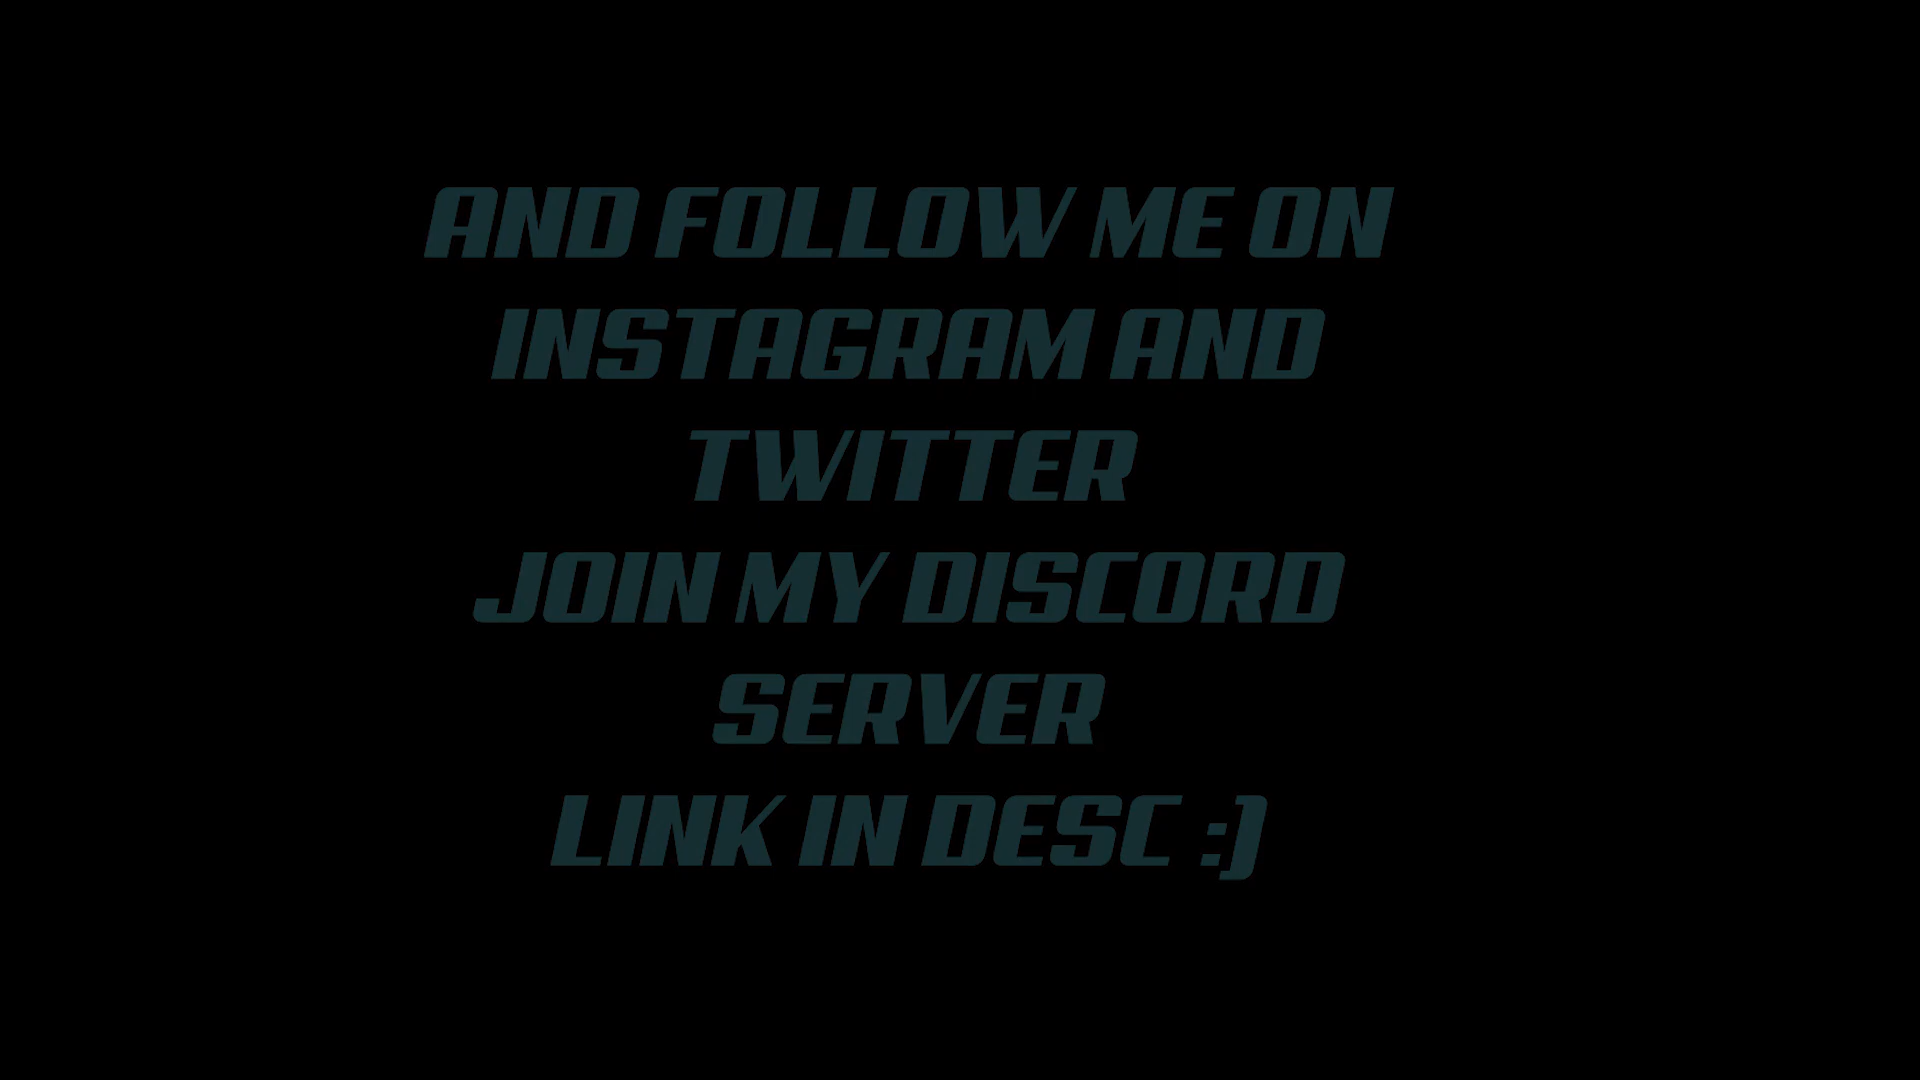 AND FOLLOW ME ON
INSTAGRAM AND
TWITTER
JOIN MY DISCORD
SERVER
LINK IN DESC :)